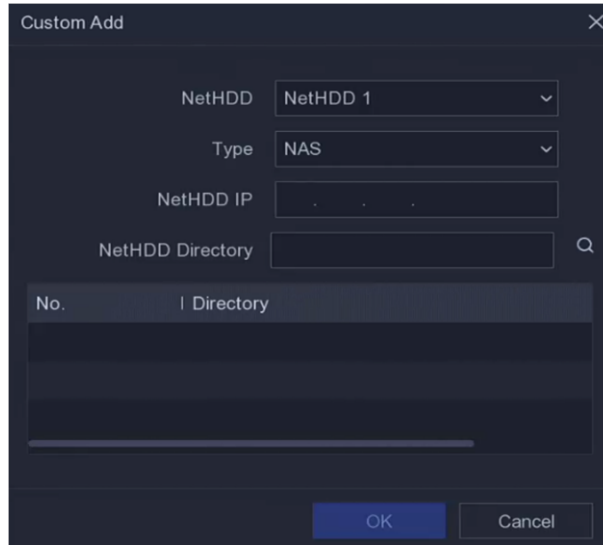 Custom Add
NetHDD NetHDD 1
Type NAS
NetHDD IP . . .
NetHDD Directory
No. Directory
OK Cancel